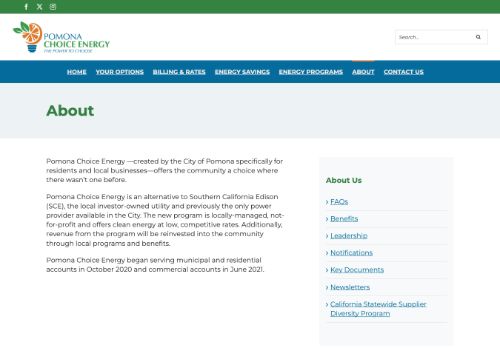 POMONA
CHOICE ENERGY
THE POWER TO CHOOSE
Search...
HOME YOUR OPTIONS BILLING & RATES ENERGY SAVINGS ENERGY PROGRAMS ABOUT CONTACT US
About
Pomona Choice Energy —created by the City of Pomona specifically for
residents and local businesses—offers the community a choice where
there wasn't one before.
Pomona Choice Energy is an alternative to Southern California Edison
(SCE), the local investor-owned utility and previously the only power
provider available in the City. The new program is locally-managed, not-
for-profit and offers clean energy at low, competitive rates. Additionally,
revenue from the program will be reinvested into the community
through local programs and benefits.
Pomona Choice Energy began serving municipal and residential
accounts in October 2020 and commercial accounts in June 2021.
About Us
FAQs
Benefits
Leadership
Notifications
Key Documents
Newsletters
California Statewide Supplier
Diversity Program